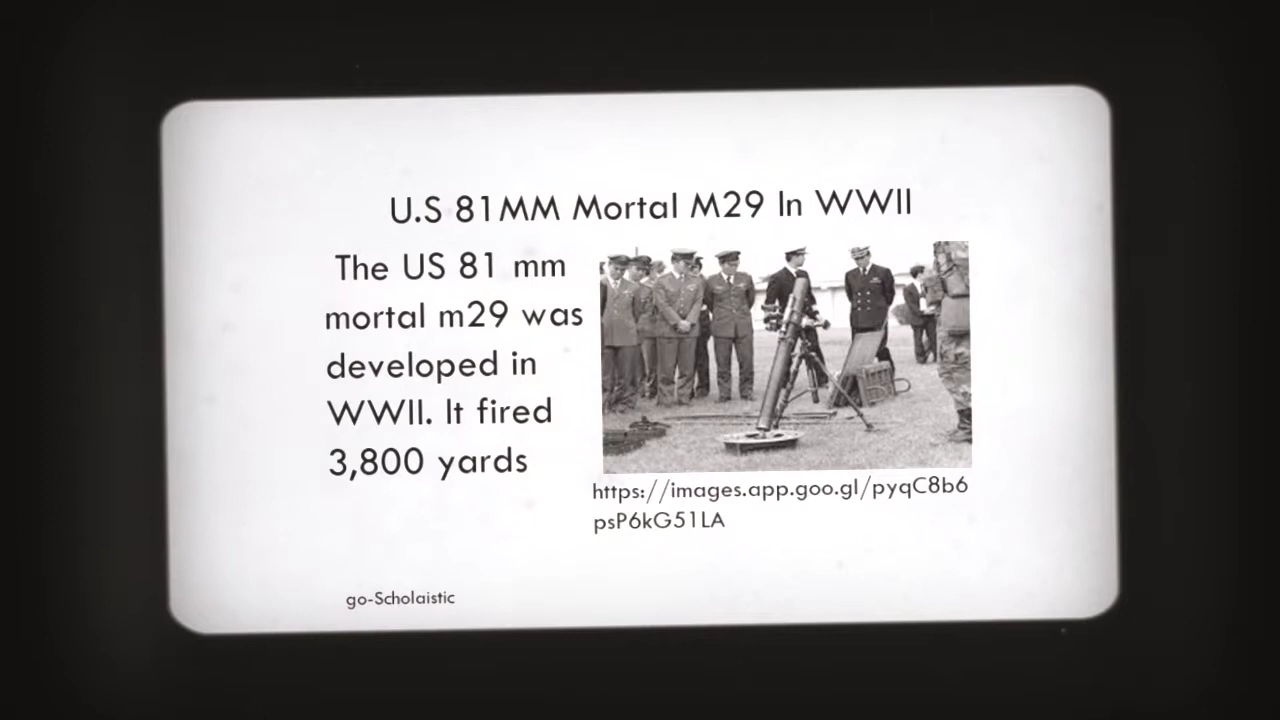 U.S 81MM Mortal M29 In WWII
The US 81 mm
mortal m29 was
developed in
WWII. It fired
3,800 yards
https://images.app.goo.gl/pyqC8b6
psP6kG51LA
go-Scholaistic